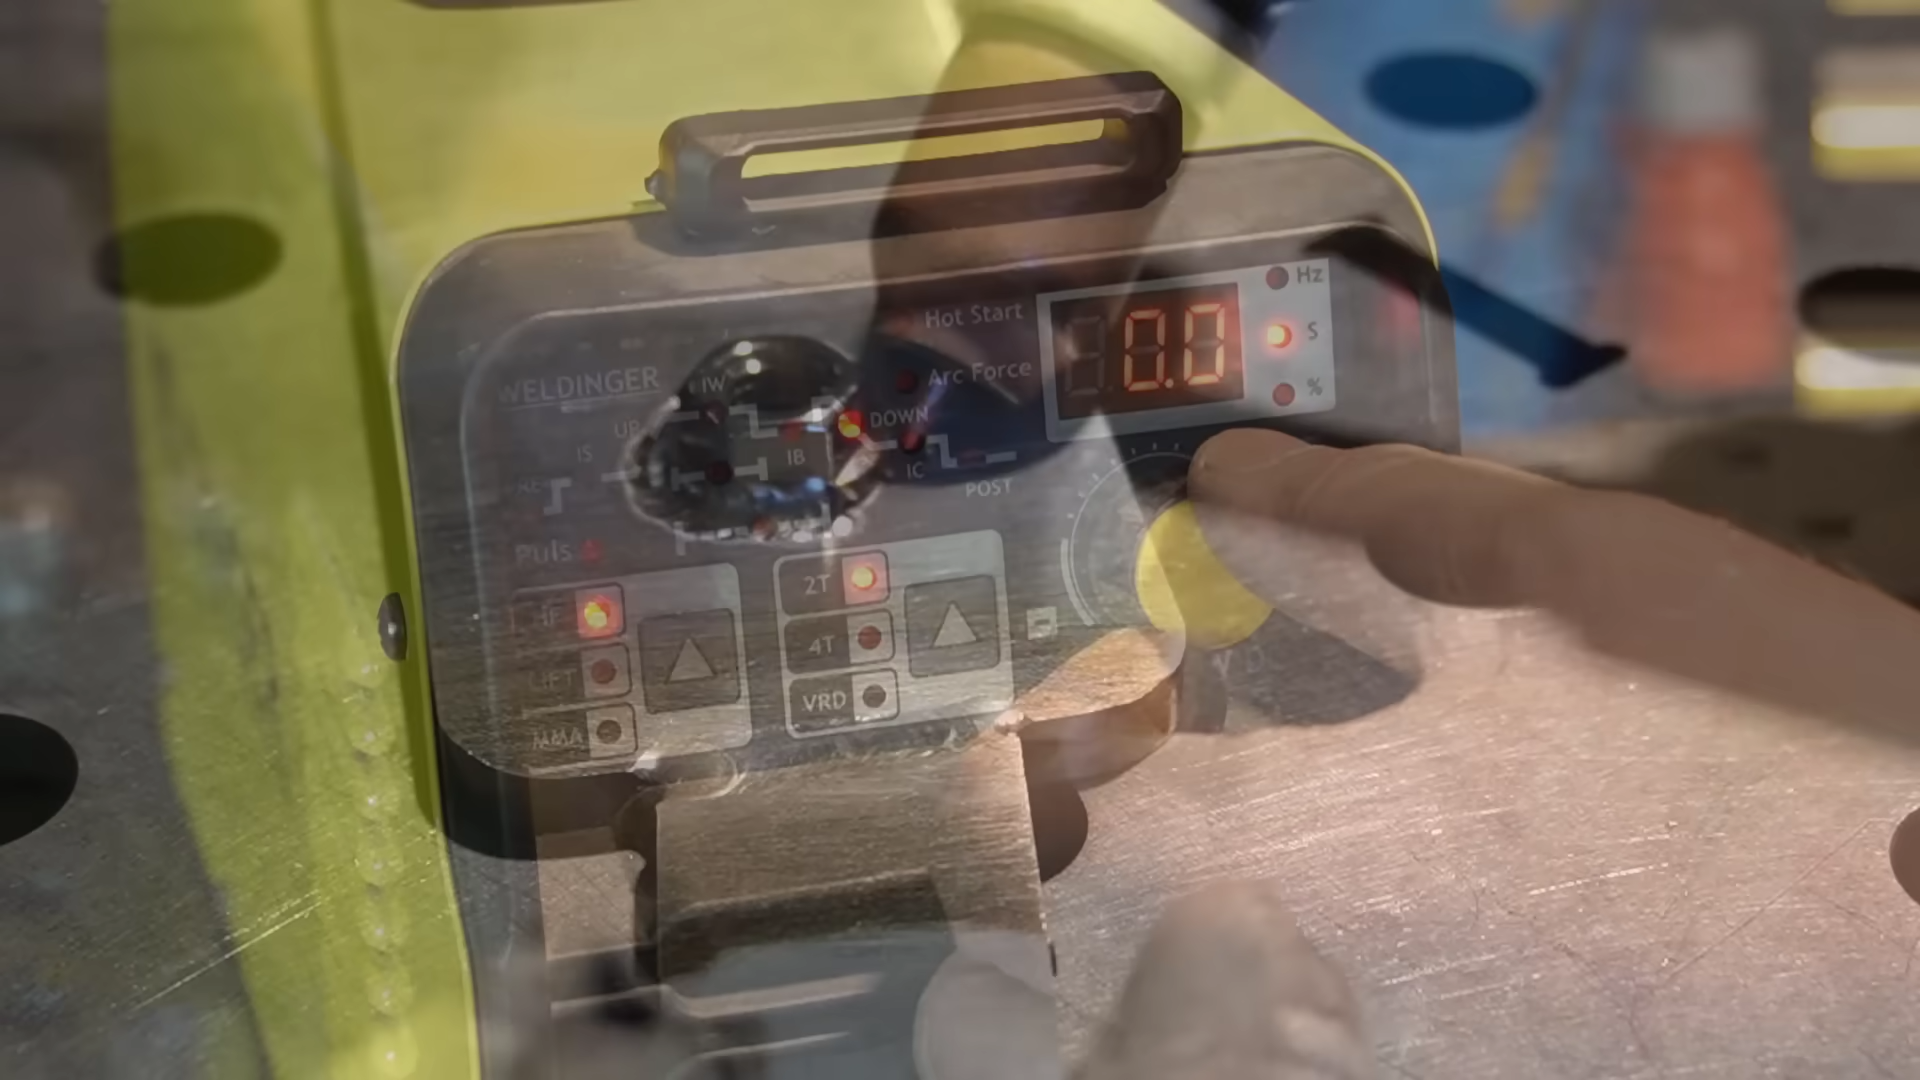 Hz
Hot Start
0.0
S
WELDINGER
IW
Arc Force
%
UP
DOWN
IS
IB
IC
POST
Puls
HF
2T
LIFT
4T
MMA
VRD
V DC